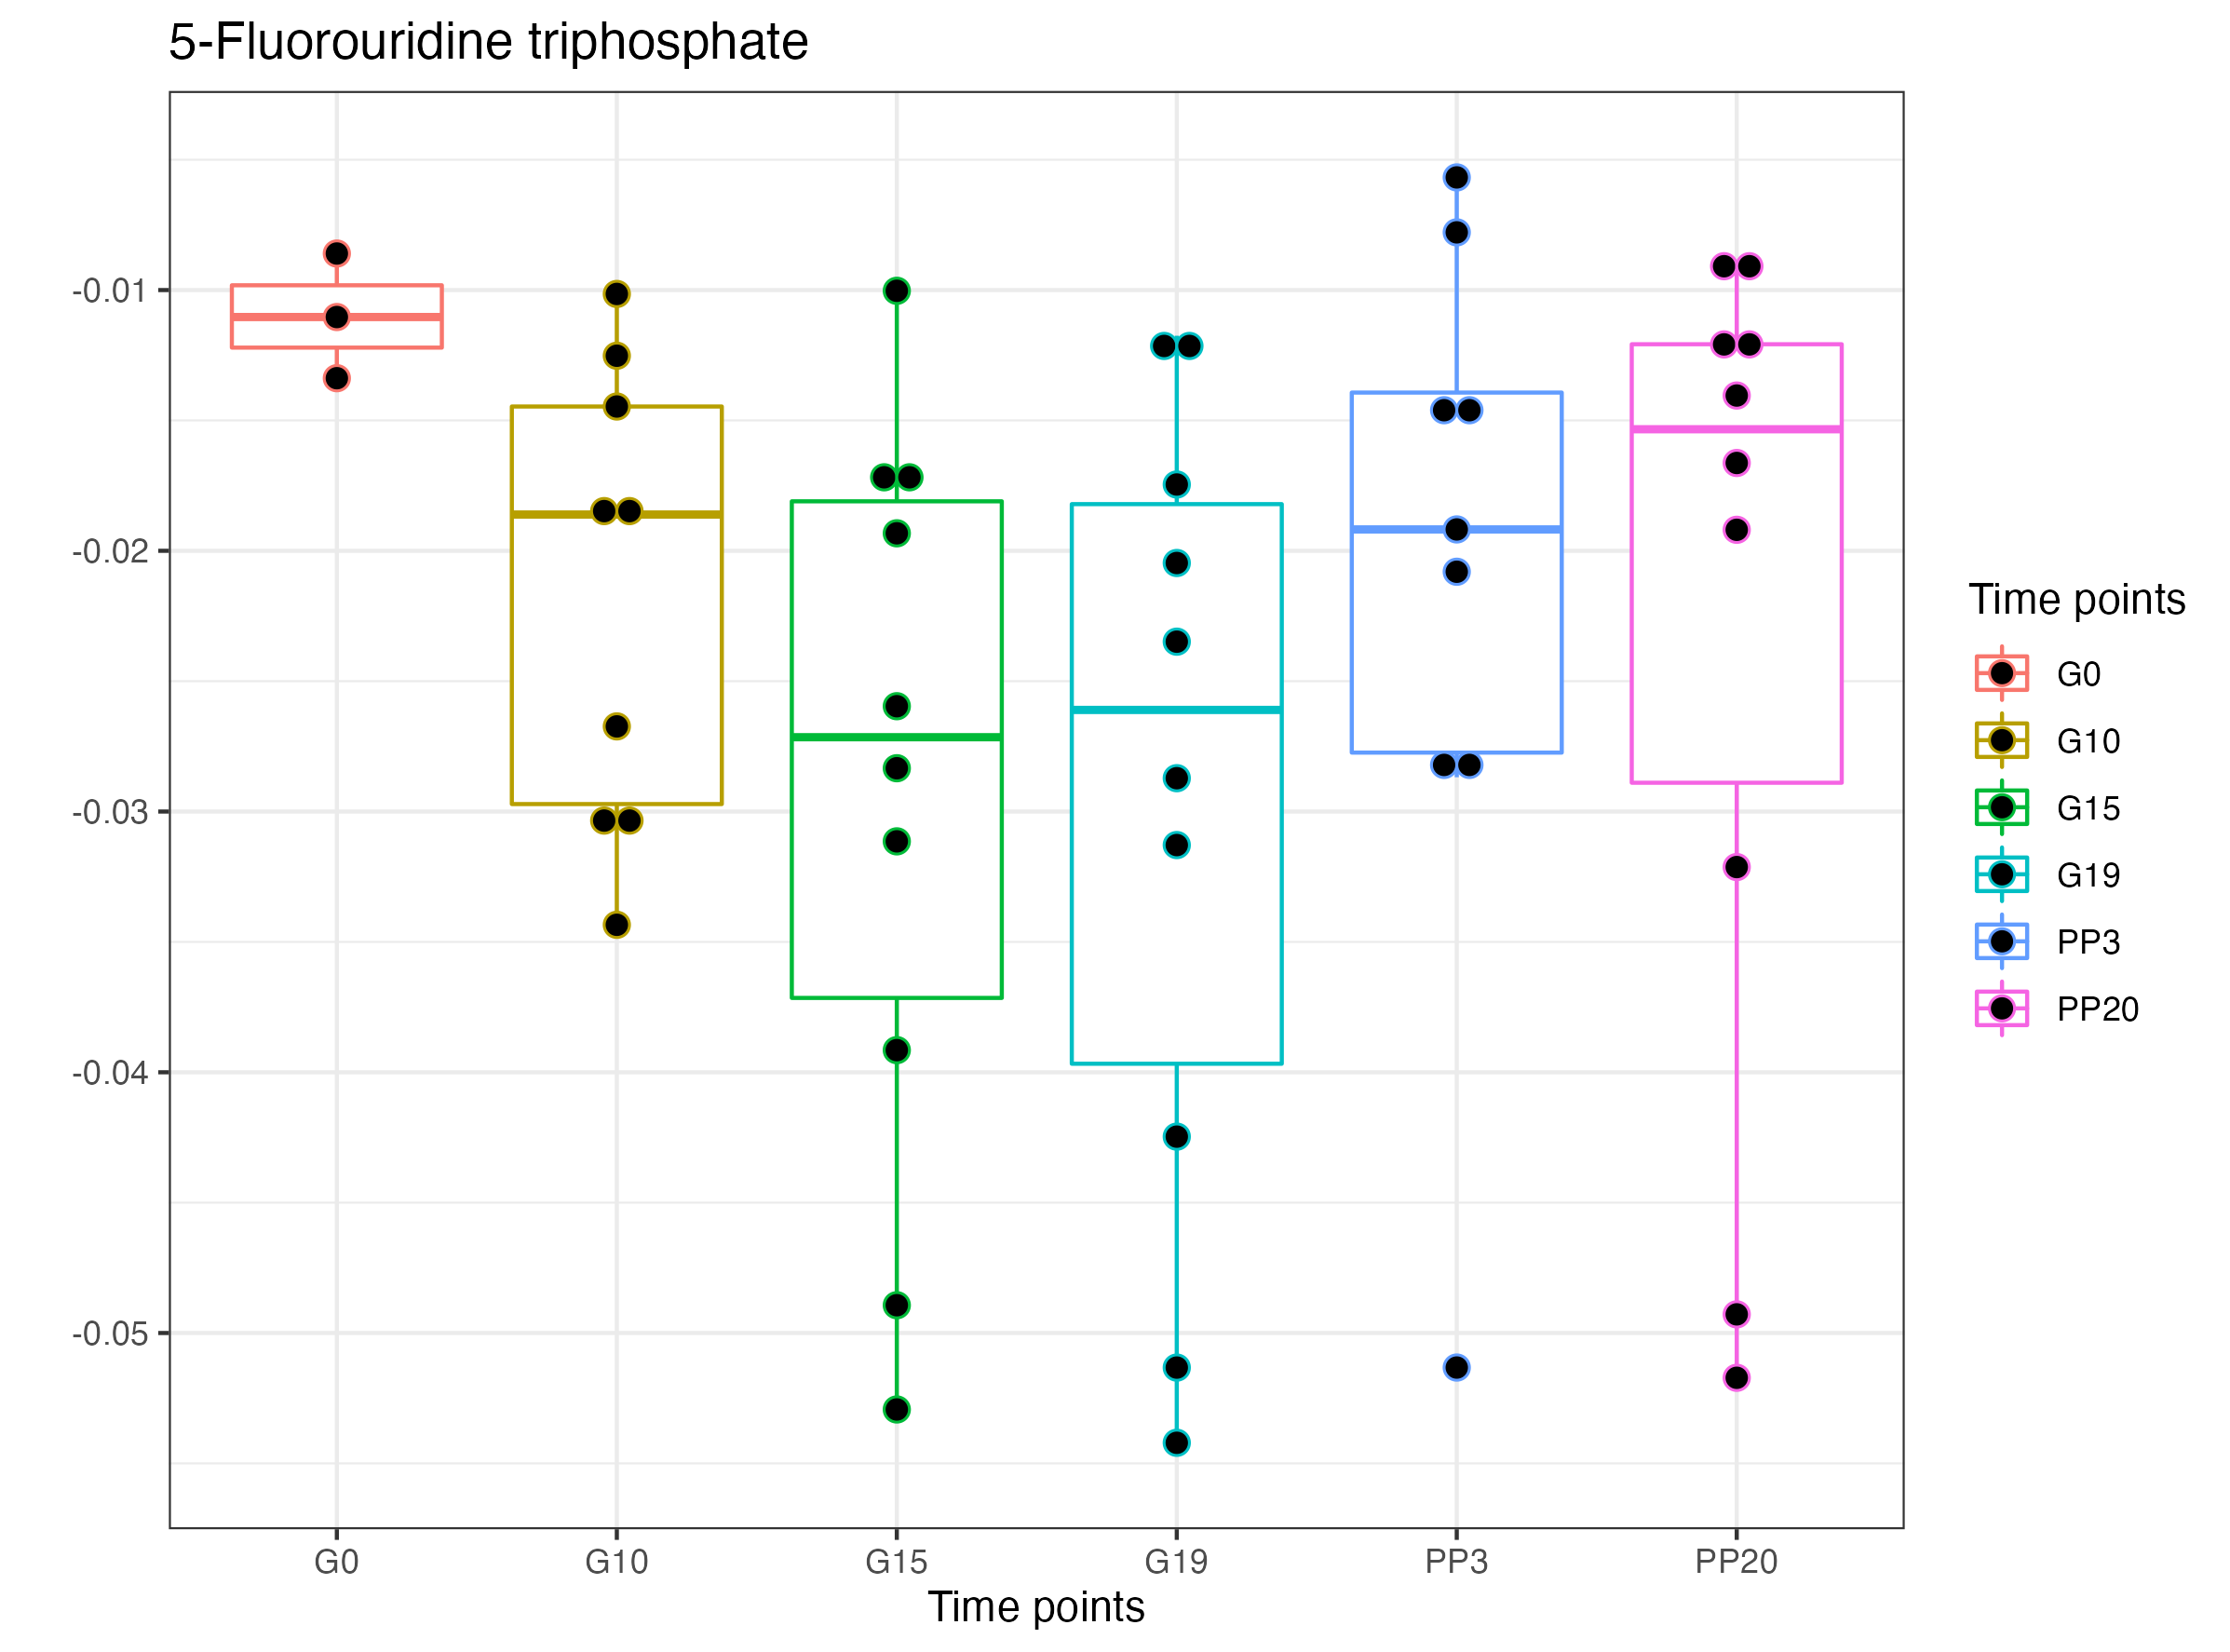 5-Fluorouridine triphosphate
-0.01
-0.02
-0.03
-0.04
-0.05
G0 G10 G15 G19 PP3 PP20
Time points
Time points
G0
G10
G15
G19
PP3
PP20